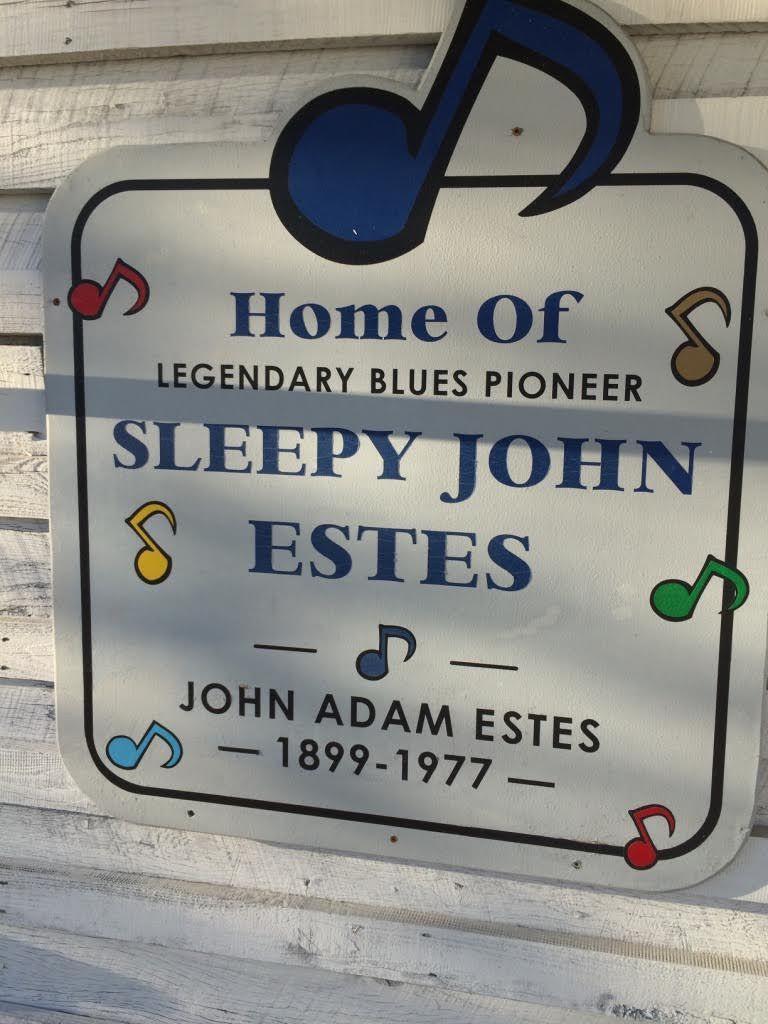 Home Of
LEGENDARY BLUES PIONEER
SLEEPY JOHN
ESTES
JOHN ADAM ESTES
— 1899-1977 —